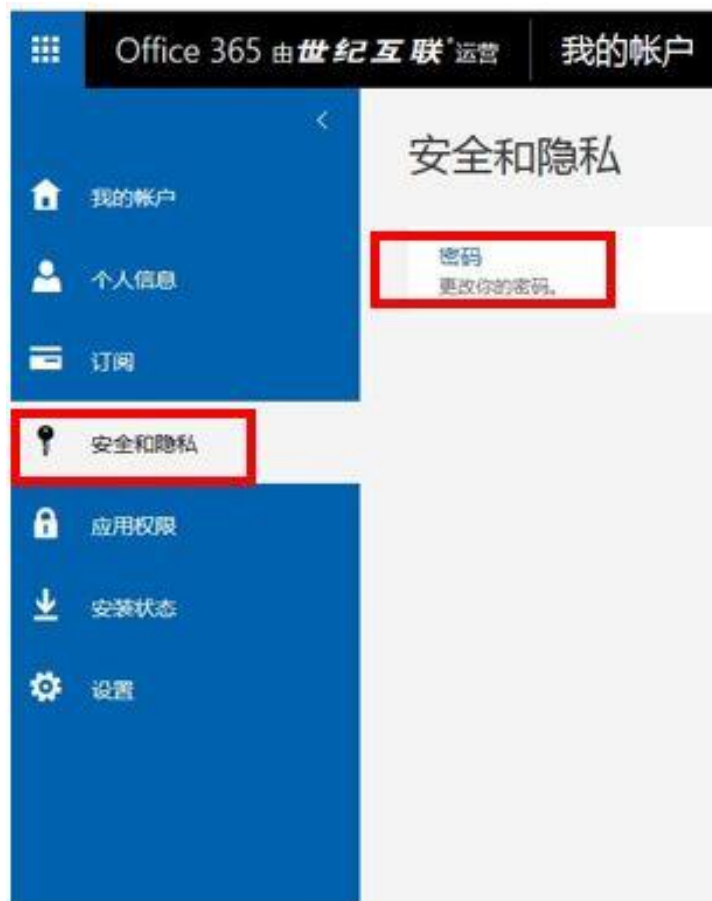 Office 365 由世纪互联运营 我的帐户
安全和隐私
我的帐户
密码
更改你的密码。
个人信息
订阅
安全和隐私
应用权限
安装状态
设置